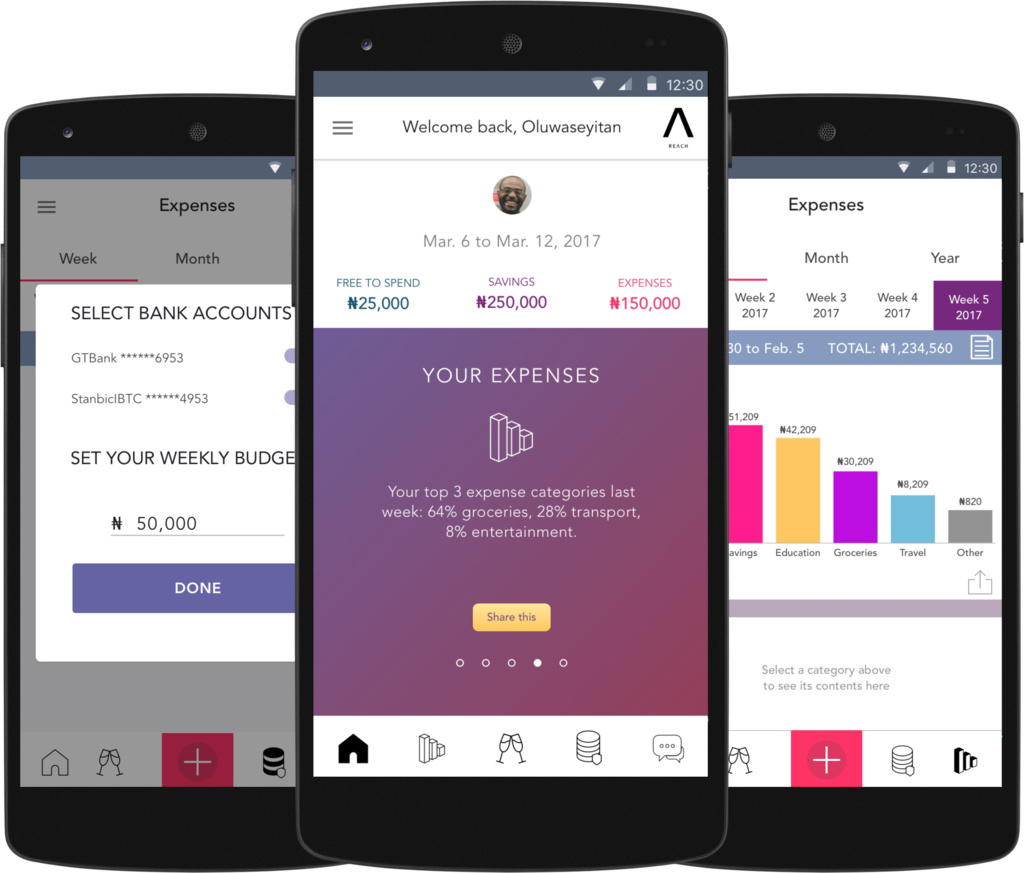 12:30
Welcome back, Oluwaseyitan
REACH
Mar. 6 to Mar. 12, 2017
FREE TO SPEND
₦25,000
SAVINGS
₦250,000
EXPENSES
₦150,000
YOUR EXPENSES
Your top 3 expense categories last
week: 64% groceries, 28% transport,
8% entertainment.
Share this
Expenses
Week
Month
SELECT BANK ACCOUNTS
GTBank ******6953
StanbicIBTC ******4953
SET YOUR WEEKLY BUDGE
₦ 50,000
DONE
12:30
Expenses
Month
Year
Week 2
2017
Week 3
2017
Week 4
2017
Week 5
2017
30 to Feb. 5
TOTAL: ₦1,234,560
51,209
₦42,209
₦30,209
₦8,209
₦820
avings
Education
Groceries
Travel
Other
Select a category above
to see its contents here